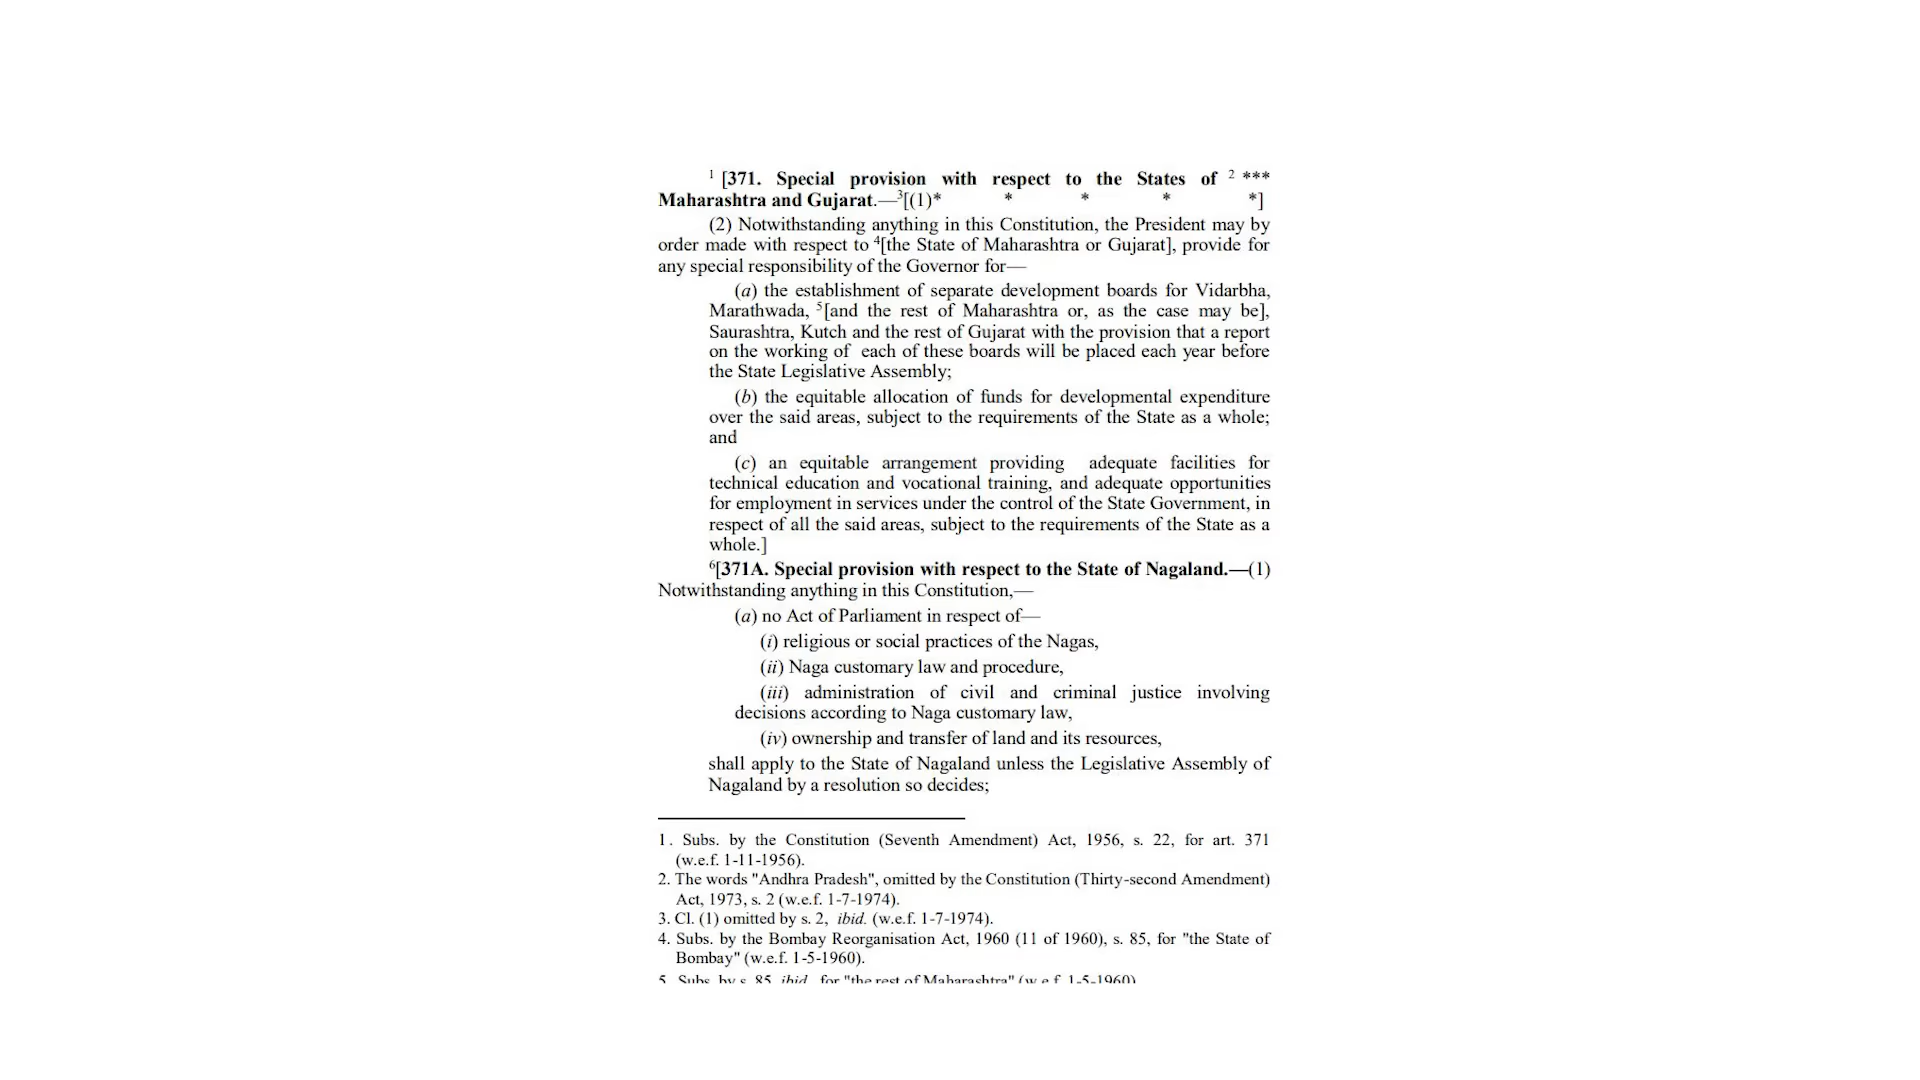 1 [371. Special provision with respect to the States of 2 ***
Maharashtra and Gujarat.—3[(1)* * * * *]
(2) Notwithstanding anything in this Constitution, the President may by
order made with respect to 4[the State of Maharashtra or Gujarat], provide for
any special responsibility of the Governor for—
(a) the establishment of separate development boards for Vidarbha,
Marathwada, 5[and the rest of Maharashtra or, as the case may be],
Saurashtra, Kutch and the rest of Gujarat with the provision that a report
on the working of each of these boards will be placed each year before
the State Legislative Assembly;
(b) the equitable allocation of funds for developmental expenditure
over the said areas, subject to the requirements of the State as a whole;
and
(c) an equitable arrangement providing adequate facilities for
technical education and vocational training, and adequate opportunities
for employment in services under the control of the State Government, in
respect of all the said areas, subject to the requirements of the State as a
whole.]
6[371A. Special provision with respect to the State of Nagaland.—(1)
Notwithstanding anything in this Constitution,—
(a) no Act of Parliament in respect of—
(i) religious or social practices of the Nagas,
(ii) Naga customary law and procedure,
(iii) administration of civil and criminal justice involving
decisions according to Naga customary law,
(iv) ownership and transfer of land and its resources,
shall apply to the State of Nagaland unless the Legislative Assembly of
Nagaland by a resolution so decides;
1. Subs. by the Constitution (Seventh Amendment) Act, 1956, s. 22, for art. 371
(w.e.f. 1-11-1956).
2. The words "Andhra Pradesh", omitted by the Constitution (Thirty-second Amendment)
Act, 1973, s. 2 (w.e.f. 1-7-1974).
3. Cl. (1) omitted by s. 2, ibid. (w.e.f. 1-7-1974).
4. Subs. by the Bombay Reorganisation Act, 1960 (11 of 1960), s. 85, for "the State of
Bombay" (w.e.f. 1-5-1960).
5. Subs. by s. 85, ibid., for "the rest of Maharashtra" (w.e.f. 1-5-1960)